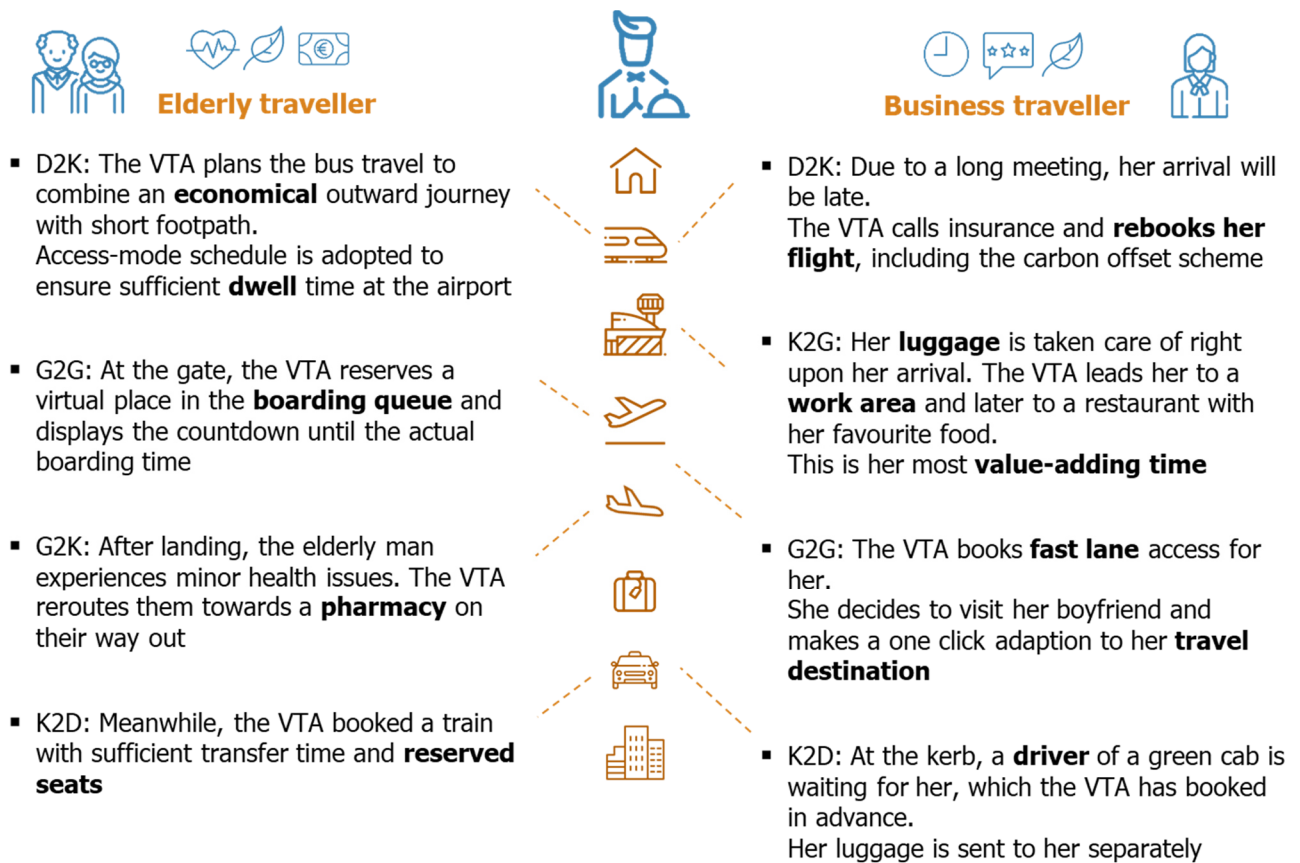 Elderly traveller
▪ D2K: The VTA plans the bus travel to
combine an economical outward journey
with short footpath.
Access-mode schedule is adopted to
ensure sufficient dwell time at the airport
▪ G2G: At the gate, the VTA reserves a
virtual place in the boarding queue and
displays the countdown until the actual
boarding time
▪ G2K: After landing, the elderly man
experiences minor health issues. The VTA
reroutes them towards a pharmacy on
their way out
▪ K2D: Meanwhile, the VTA booked a train
with sufficient transfer time and reserved
seats
Business traveller
▪ D2K: Due to a long meeting, her arrival will
be late.
The VTA calls insurance and rebooks her
flight, including the carbon offset scheme
▪ K2G: Her luggage is taken care of right
upon her arrival. The VTA leads her to a
work area and later to a restaurant with
her favourite food.
This is her most value-adding time
▪ G2G: The VTA books fast lane access for
her.
She decides to visit her boyfriend and
makes a one click adaption to her travel
destination
▪ K2D: At the kerb, a driver of a green cab is
waiting for her, which the VTA has booked
in advance.
Her luggage is sent to her separately